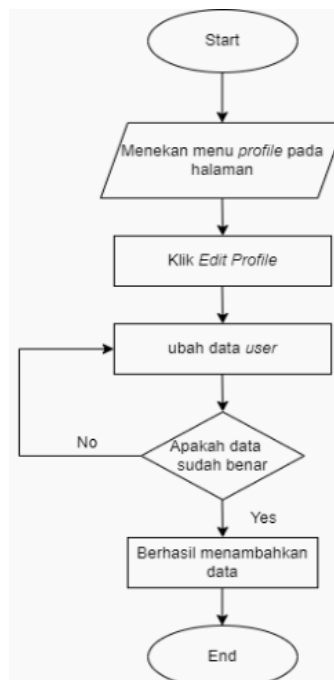 Start
Menekan menu profile pada
halaman
Klik Edit Profile
ubah data user
No
Apakah data
sudah benar
Yes
Berhasil menambahkan
data
End